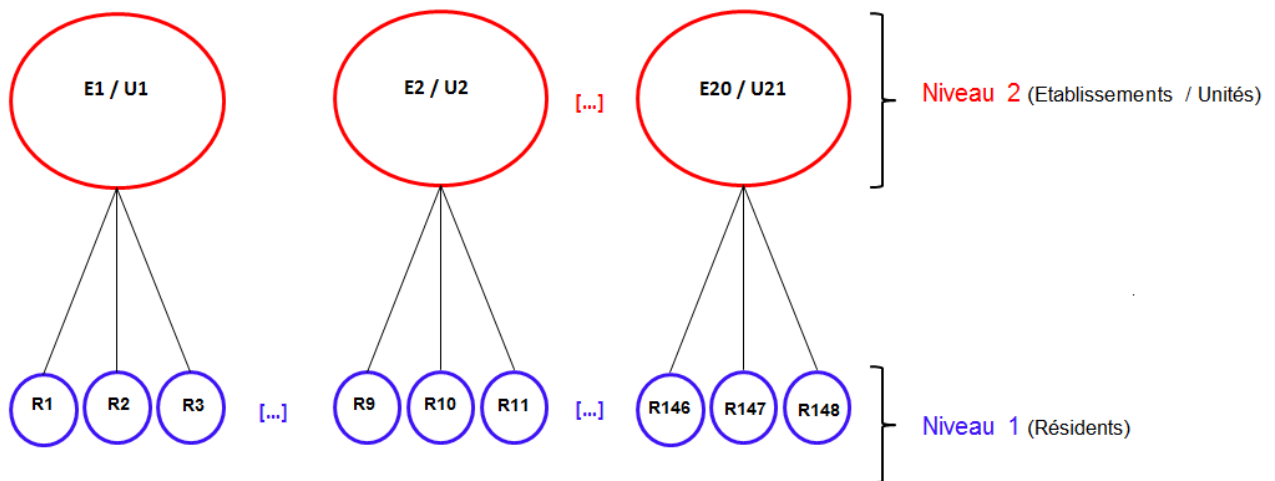 E1 / U1
E2 / U2
[...]
E20 / U21
Niveau 2 (Etablissements / Unités)
R1
R2
R3
[...]
R9
R10
R11
[...]
R146
R147
R148
Niveau 1 (Résidents)